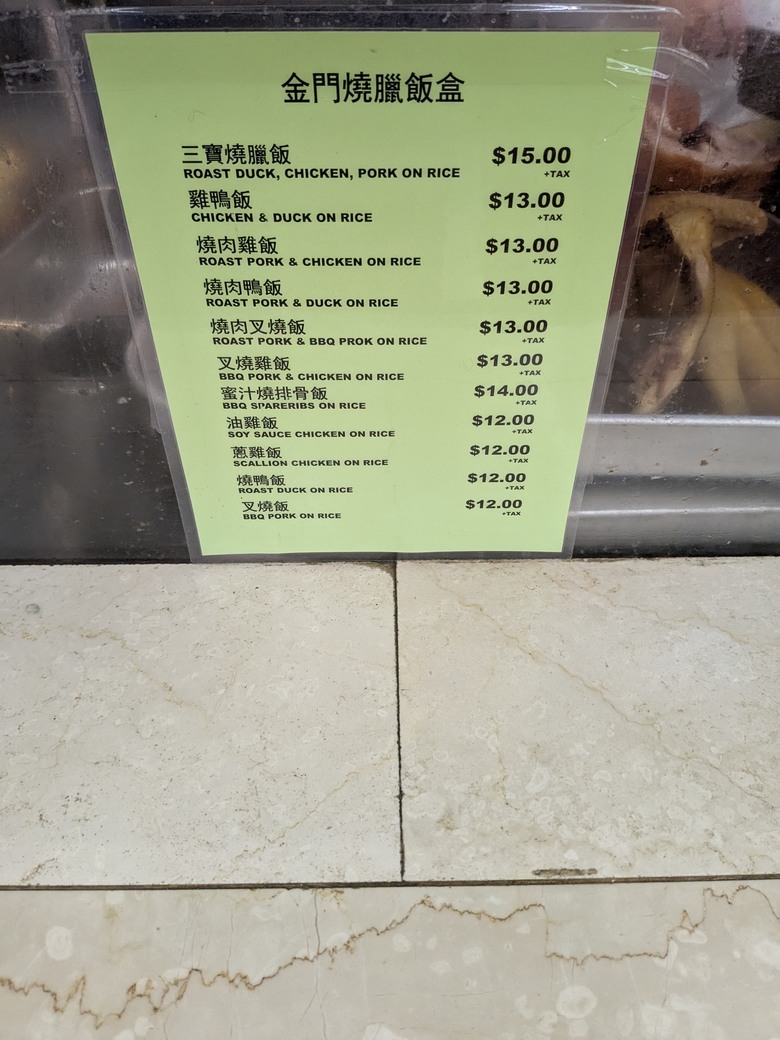 金門燒臘飯盒
三寶燒臘飯 $15.00
ROAST DUCK, CHICKEN, PORK ON RICE +TAX
雞鴨飯 $13.00
CHICKEN & DUCK ON RICE +TAX
燒肉雞飯 $13.00
ROAST PORK & CHICKEN ON RICE +TAX
燒肉鴨飯 $13.00
ROAST PORK & DUCK ON RICE +TAX
燒肉叉燒飯 $13.00
ROAST PORK & BBQ PROK ON RICE +TAX
叉燒雞飯 $13.00
BBQ PORK & CHICKEN ON RICE +TAX
蜜汁燒排骨飯 $14.00
BBQ SPARERIBS ON RICE +TAX
油雞飯 $12.00
SOY SAUCE CHICKEN ON RICE +TAX
蔥雞飯 $12.00
SCALLION CHICKEN ON RICE +TAX
燒鴨飯 $12.00
ROAST DUCK ON RICE +TAX
叉燒飯 $12.00
BBQ PORK ON RICE +TAX